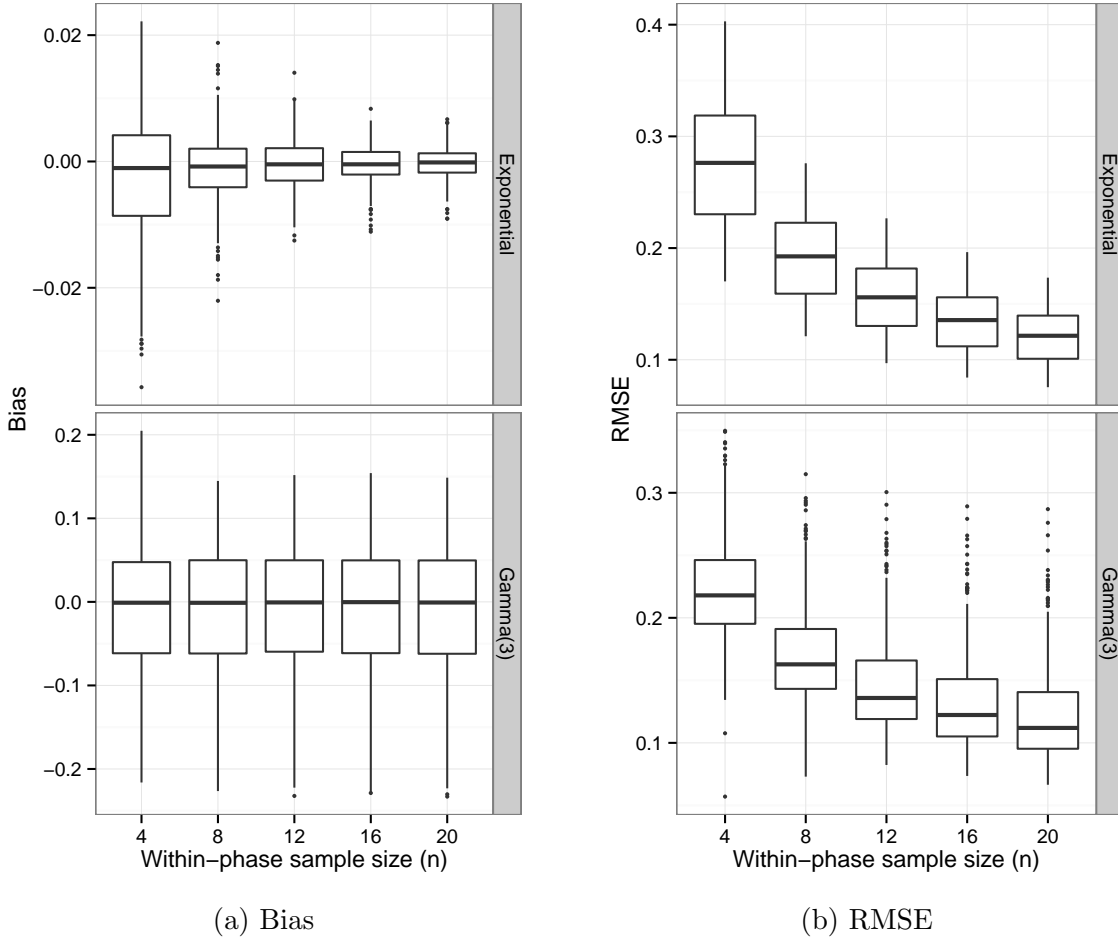 0.02
0.00
−0.02
Exponential
0.2
0.1
0.0
−0.1
−0.2
Gamma(3)
Bias
4 8 12 16 20
Within−phase sample size (n)
(a) Bias
0.4
0.3
0.2
0.1
Exponential
0.3
0.2
0.1
Gamma(3)
RMSE
4 8 12 16 20
Within−phase sample size (n)
(b) RMSE